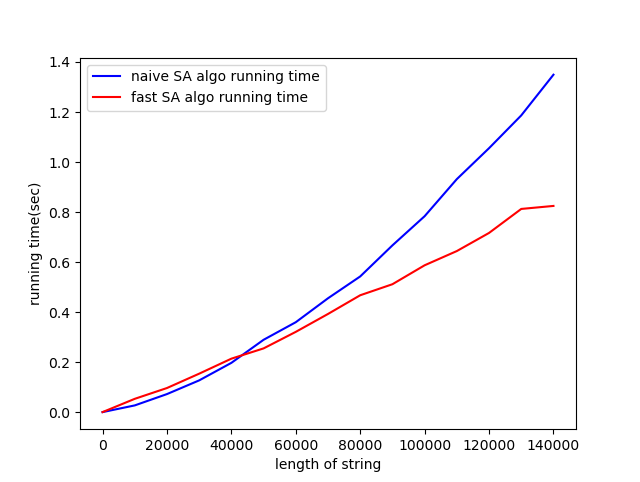 naive SA algo running time
fast SA algo running time
1.4
1.2
1.0
0.8
0.6
0.4
0.2
0.0
running time(sec)
0 20000 40000 60000 80000 100000 120000 140000
length of string